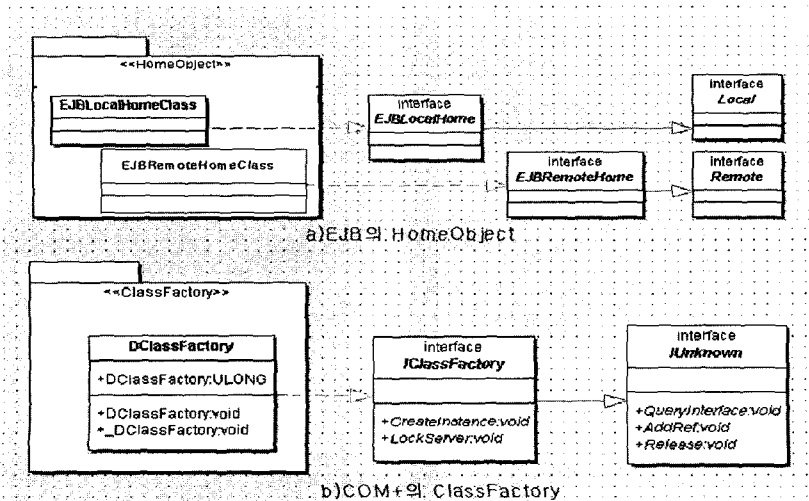 <<HomeObject>>
EJBLocalHomeClass
EJBRemoteHomeClass
interface
EJBLocalHome
interface
Local
interface
EJBRemoteHome
interface
Remote
a)EJB의 HomeObject
<<ClassFactory>>
DClassFactory
+DClassFactory:ULONG
+DClassFactory:void
+_DClassFactory:void
interface
IClassFactory
+CreateInstance:void
+LockServer:void
interface
IUnknown
+QueryInterface:void
+AddRef:void
+Release:void
b)COM+의 ClassFactory